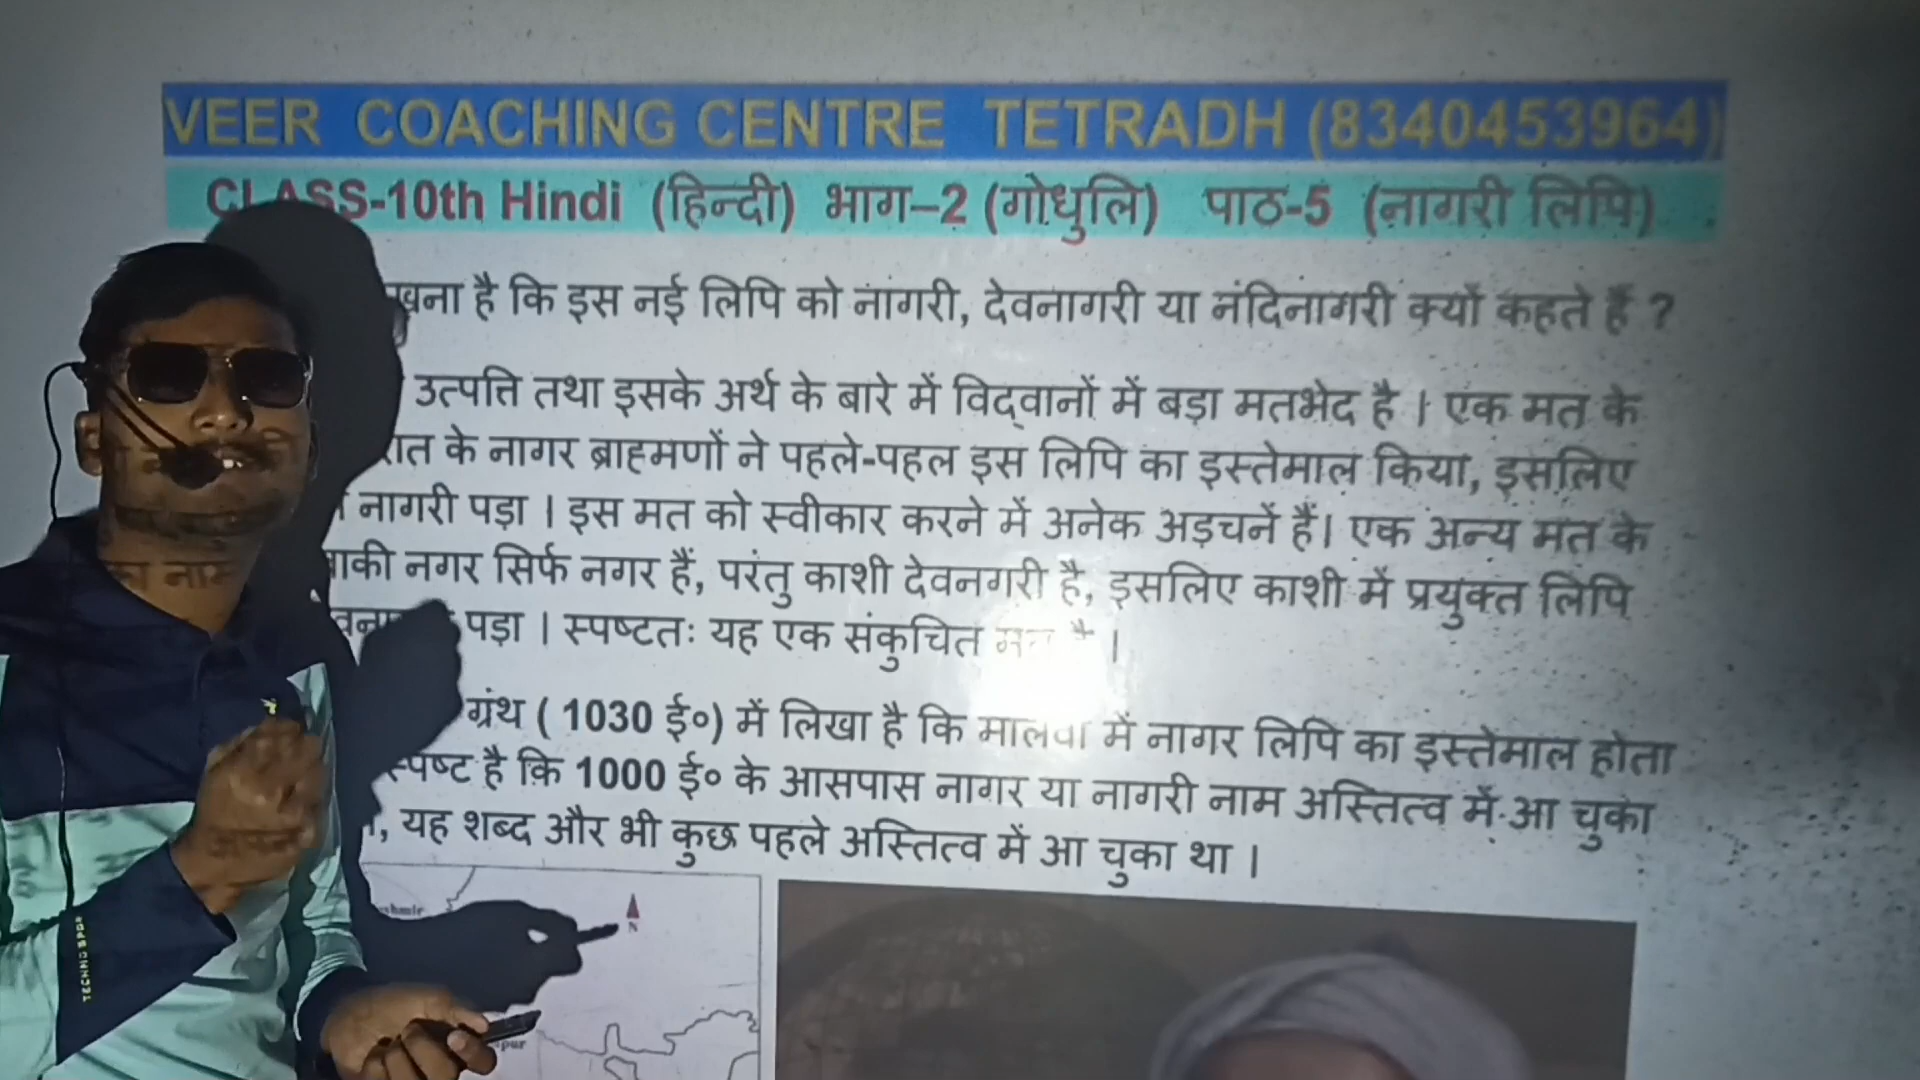 VEER COACHING CENTRE TETRADH (8340453964)
CLASS-10th Hindi (हिन्दी) भाग–2 (गोधुलि) पाठ-5 (नागरी लिपि)
है कि इस नई लिपि को नागरी, देवनागरी या नंदिनागरी क्यों कहते हैं ?
उत्पत्ति तथा इसके अर्थ के बारे में विद्वानों में बड़ा मतभेद है । एक मत के
के नागर ब्राह्मणों ने पहले-पहल इस लिपि का इस्तेमाल किया, इसलिए
नागरी पड़ा । इस मत को स्वीकार करने में अनेक अड़चनें हैं। एक अन्य मत के
नगर सिर्फ नगर हैं, परंतु काशी देवनगरी है, इसलिए काशी में प्रयुक्त लिपि
पड़ा । स्पष्टतः यह एक संकुचित है ।
ग्रंथ ( 1030 ई० ) में लिखा है कि मालवा में नागर लिपि का इस्तेमाल होता
स्पष्ट है कि 1000 ई० के आसपास नागर या नागरी नाम अस्तित्व में आ चुका
, यह शब्द और भी कुछ पहले अस्तित्व में आ चुका था ।
N
का नाम
TECHNO SPOR